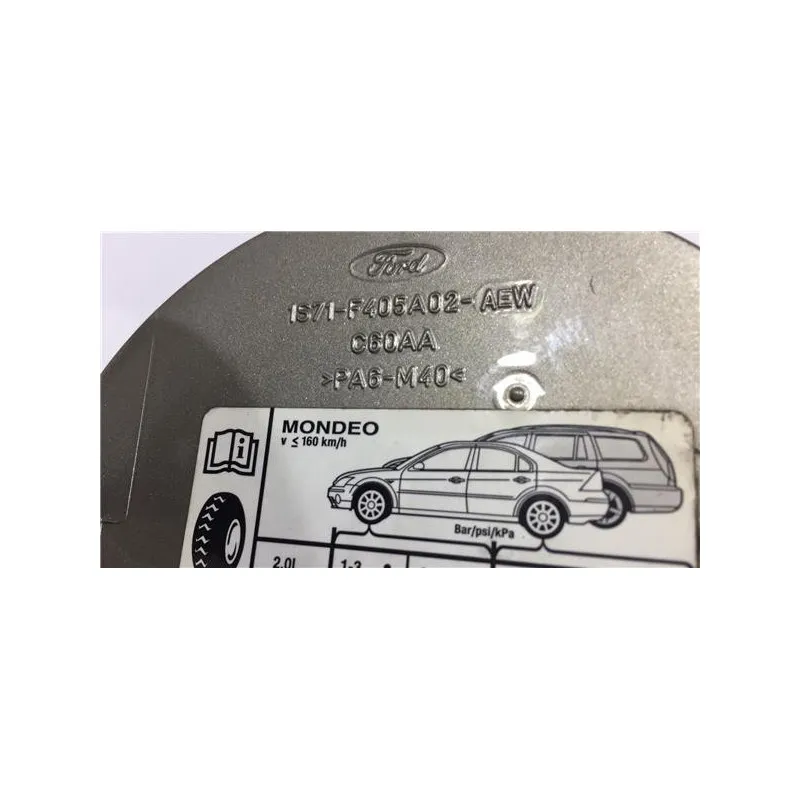 Ford
1S71-F405A02-AEW
C60AA
>PA6-M40<
MONDEO
v ≤ 160 km/h
i
Bar/psi/kPa
2.0l
1-3